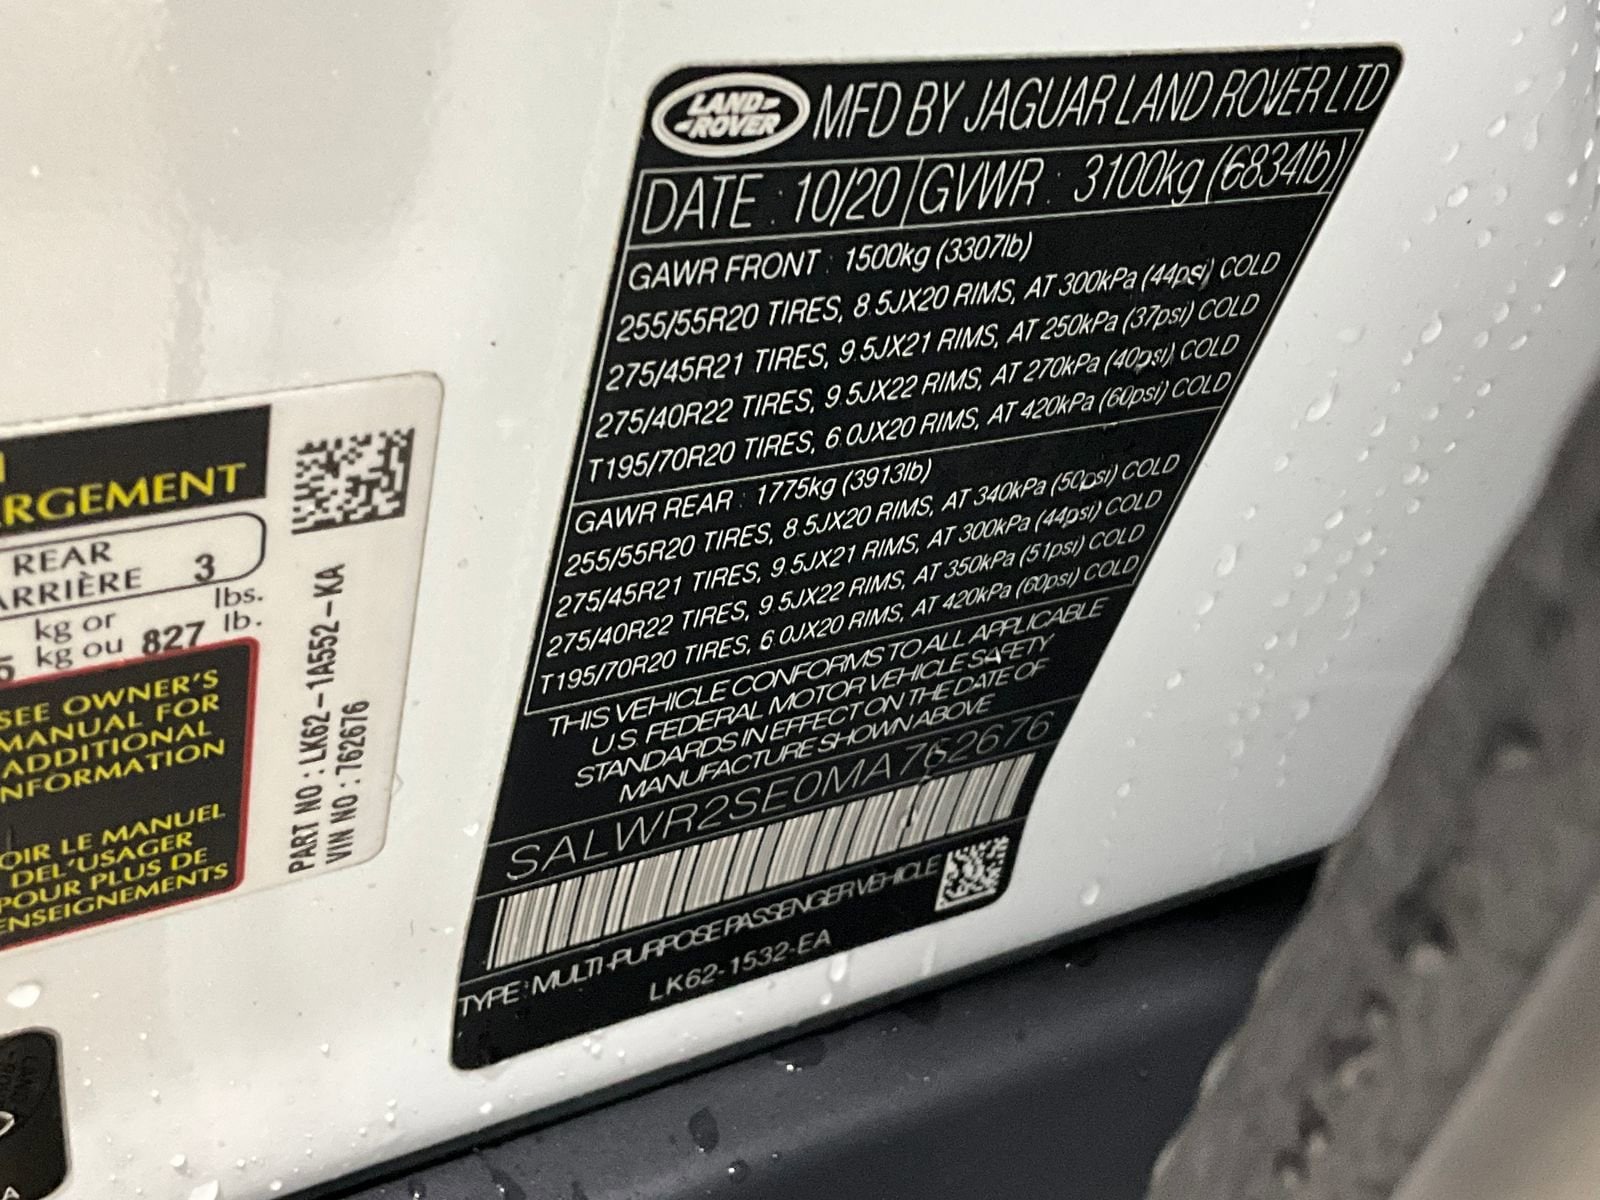 LAND
ROVER
MFD BY JAGUAR LAND ROVER LTD
DATE : 10/20 GVWR : 3100kg (6834lb)
GAWR FRONT : 1500kg (3307lb)
255/55R20 TIRES, 8.5JX20 RIMS, AT 300kPa (44psi) COLD
275/45R21 TIRES, 9.5JX21 RIMS, AT 250kPa (37psi) COLD
275/40R22 TIRES, 9.5JX22 RIMS, AT 270kPa (40psi) COLD
T195/70R20 TIRES, 6.0JX20 RIMS, AT 420kPa (60psi) COLD
GAWR REAR : 1775kg (3913lb)
255/55R20 TIRES, 8.5JX20 RIMS, AT 340kPa (50psi) COLD
275/45R21 TIRES, 9.5JX21 RIMS, AT 300kPa (44psi) COLD
275/40R22 TIRES, 9.5JX22 RIMS, AT 350kPa (51psi) COLD
T195/70R20 TIRES, 6.0JX20 RIMS, AT 420kPa (60psi) COLD
THIS VEHICLE CONFORMS TO ALL APPLICABLE
U.S. FEDERAL MOTOR VEHICLE SAFETY
STANDARDS IN EFFECT ON THE DATE OF
MANUFACTURE SHOWN ABOVE
SALWR2SE0MA762676
TYPE : MULTI-PURPOSE PASSENGER VEHICLE
LK62-1532-EA
RGEMENT
REAR
ARRIÈRE 3
kg or lbs.
kg ou 827 lb.
SEE OWNER'S
MANUAL FOR
ADDITIONAL
INFORMATION
OIR LE MANUEL
DEL'USAGER
POUR PLUS DE
ENSEIGNEMENTS
PART NO : LK62-1A552-KA
VIN NO : 762676